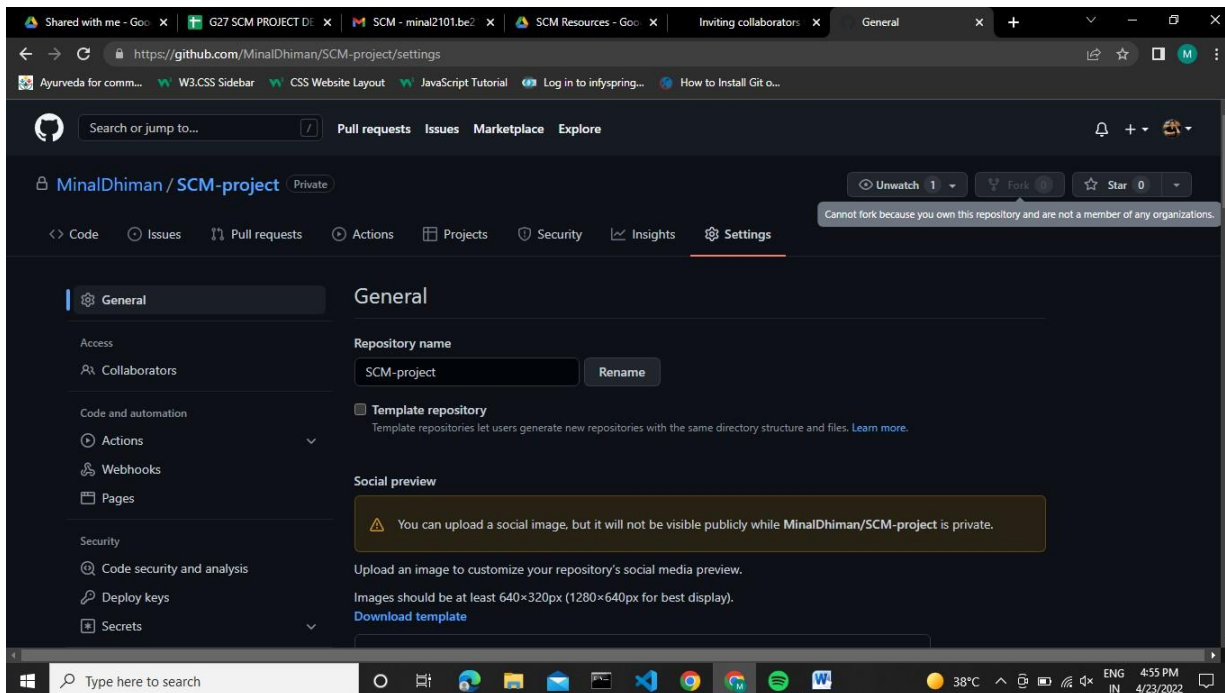 Shared with me - Goo
G27 SCM PROJECT DE
SCM - minal2101.be2
SCM Resources - Goo
Inviting collaborators
General
https://github.com/MinalDhiman/SCM-project/settings
M
Ayurveda for comm... W3.CSS Sidebar CSS Website Layout JavaScript Tutorial Log in to infyspring... How to Install Git o...
Search or jump to... /
Pull requests Issues Marketplace Explore
MinalDhiman / SCM-project Private
Unwatch 1 Fork 0 Star 0
Cannot fork because you own this repository and are not a member of any organizations.
Code Issues Pull requests Actions Projects Security Insights Settings
General
Access
Collaborators
Code and automation
Actions
Webhooks
Pages
Security
Code security and analysis
Deploy keys
Secrets
General
Repository name
SCM-project Rename
Template repository
Template repositories let users generate new repositories with the same directory structure and files. Learn more.
Social preview
You can upload a social image, but it will not be visible publicly while MinalDhiman/SCM-project is private.
Upload an image to customize your repository's social media preview.
Images should be at least 640×320px (1280×640px for best display).
Download template
Type here to search
38°C
ENG
IN
4:55 PM
4/23/2022